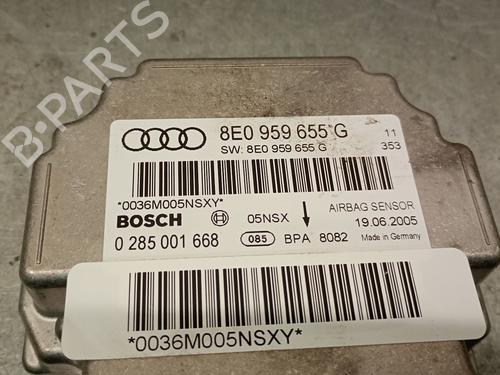 B-PARTS
8E0 959 655 G 11
SW: 8E0 959 655 G 353
*0036M005NSXY* AIRBAG SENSOR
BOSCH 05NSX 19.06.2005
0 285 001 668 085 BPA 8082 Made in Germany
*0036M005NSXY*